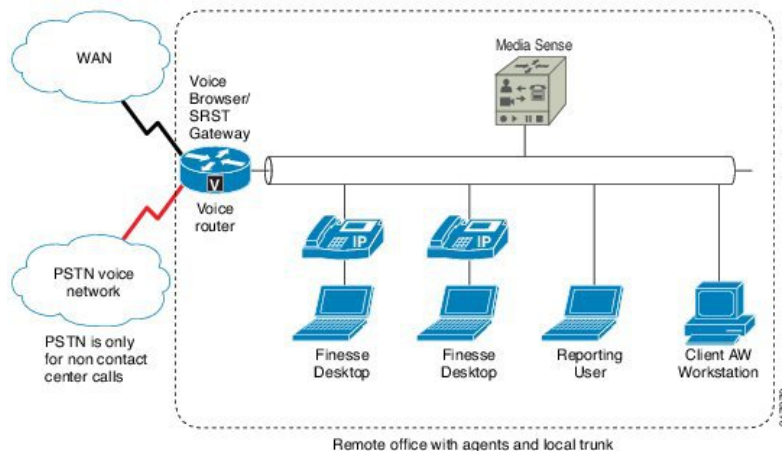 WAN
Voice
Browser/
SRST
Gateway
V
Voice
router
PSTN voice
network
PSTN is only
for non contact
center calls
Media Sense
IP
IP
Finesse
Desktop
Finesse
Desktop
Reporting
User
Client AW
Workstation
Remote office with agents and local trunk